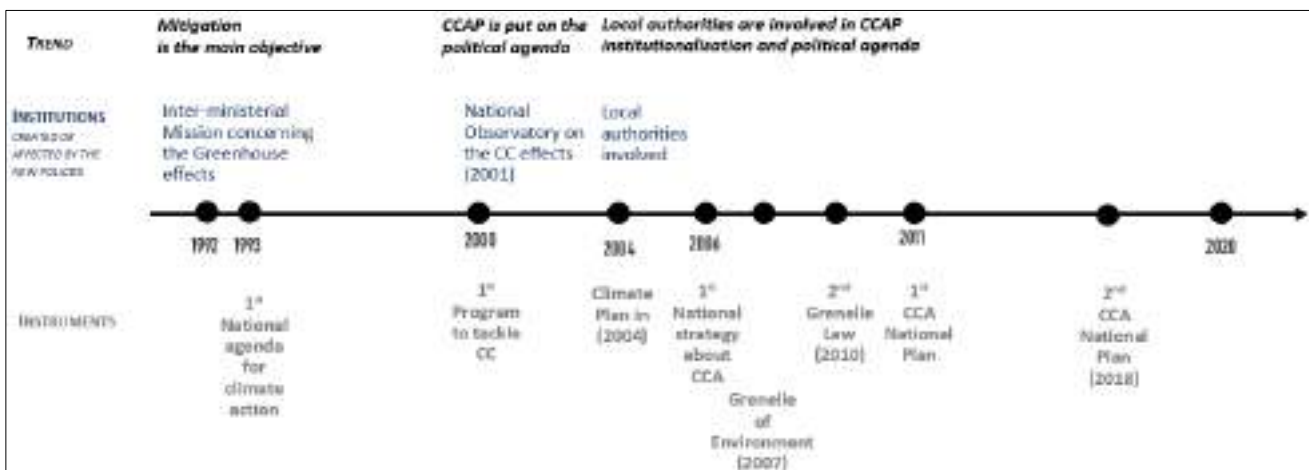 TREND
Mitigation
is the main objective
CCAP is put on the
political agenda
Local authorities are involved in CCAP
institutionalisation and political agenda
INSTITUTIONS
CREATED OR
AFFECTED BY THE
NEW POLICIES
Inter-ministerial
Mission concerning
the Greenhouse
effects
National
Observatory on
the CC effects
(2001)
Local
authorities
involved
1992
1993
2000
2004
2006
2011
2020
INSTRUMENTS
1st
National
agenda
for
climate
action
1st
Program
to tackle
CC
Climate
Plan in
(2004)
1st
National
strategy
about
CCA
Grenelle
of
Environment
(2007)
2nd
Grenelle
Law
(2010)
1st
CCA
National
Plan
2nd
CCA
National
Plan
(2018)